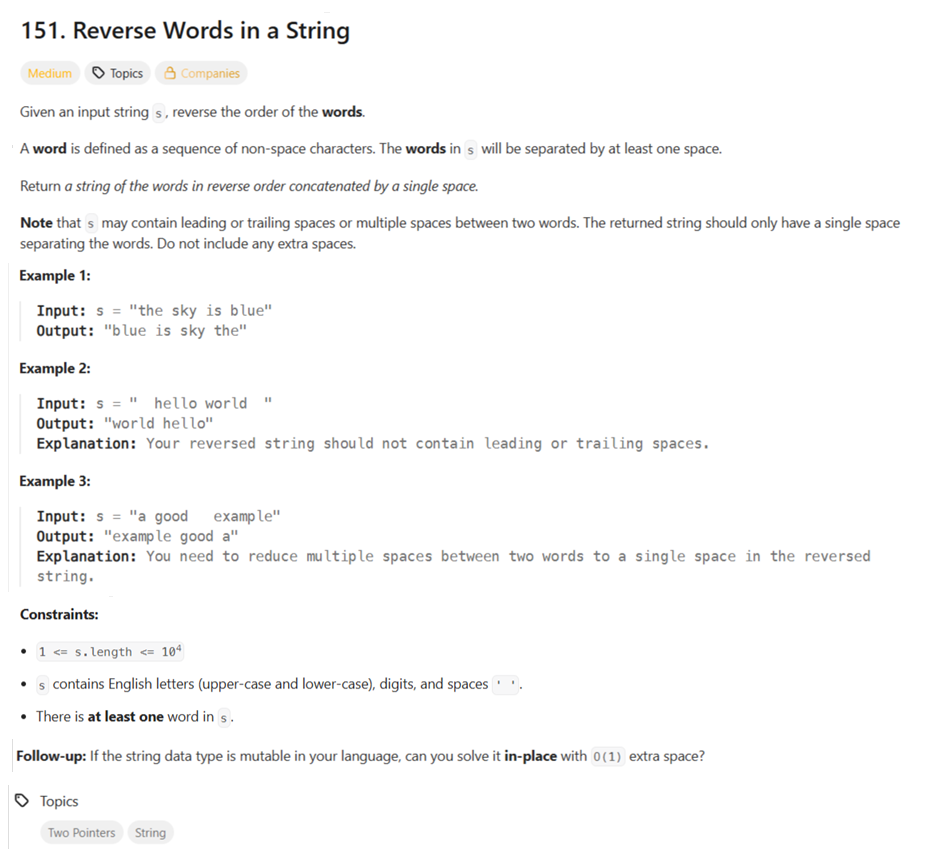 151. Reverse Words in a String
Medium Topics Companies
Given an input string s, reverse the order of the words.
A word is defined as a sequence of non-space characters. The words in s will be separated by at least one space.
Return a string of the words in reverse order concatenated by a single space.
Note that s may contain leading or trailing spaces or multiple spaces between two words. The returned string should only have a single space
separating the words. Do not include any extra spaces.
Example 1:
Input: s = "the sky is blue"
Output: "blue is sky the"
Example 2:
Input: s = "  hello world  "
Output: "world hello"
Explanation: Your reversed string should not contain leading or trailing spaces.
Example 3:
Input: s = "a good   example"
Output: "example good a"
Explanation: You need to reduce multiple spaces between two words to a single space in the reversed
string.
Constraints:
• 1 <= s.length <= 10⁴
• s contains English letters (upper-case and lower-case), digits, and spaces ' '.
• There is at least one word in s.
Follow-up: If the string data type is mutable in your language, can you solve it in-place with O(1) extra space?
Topics
Two Pointers String